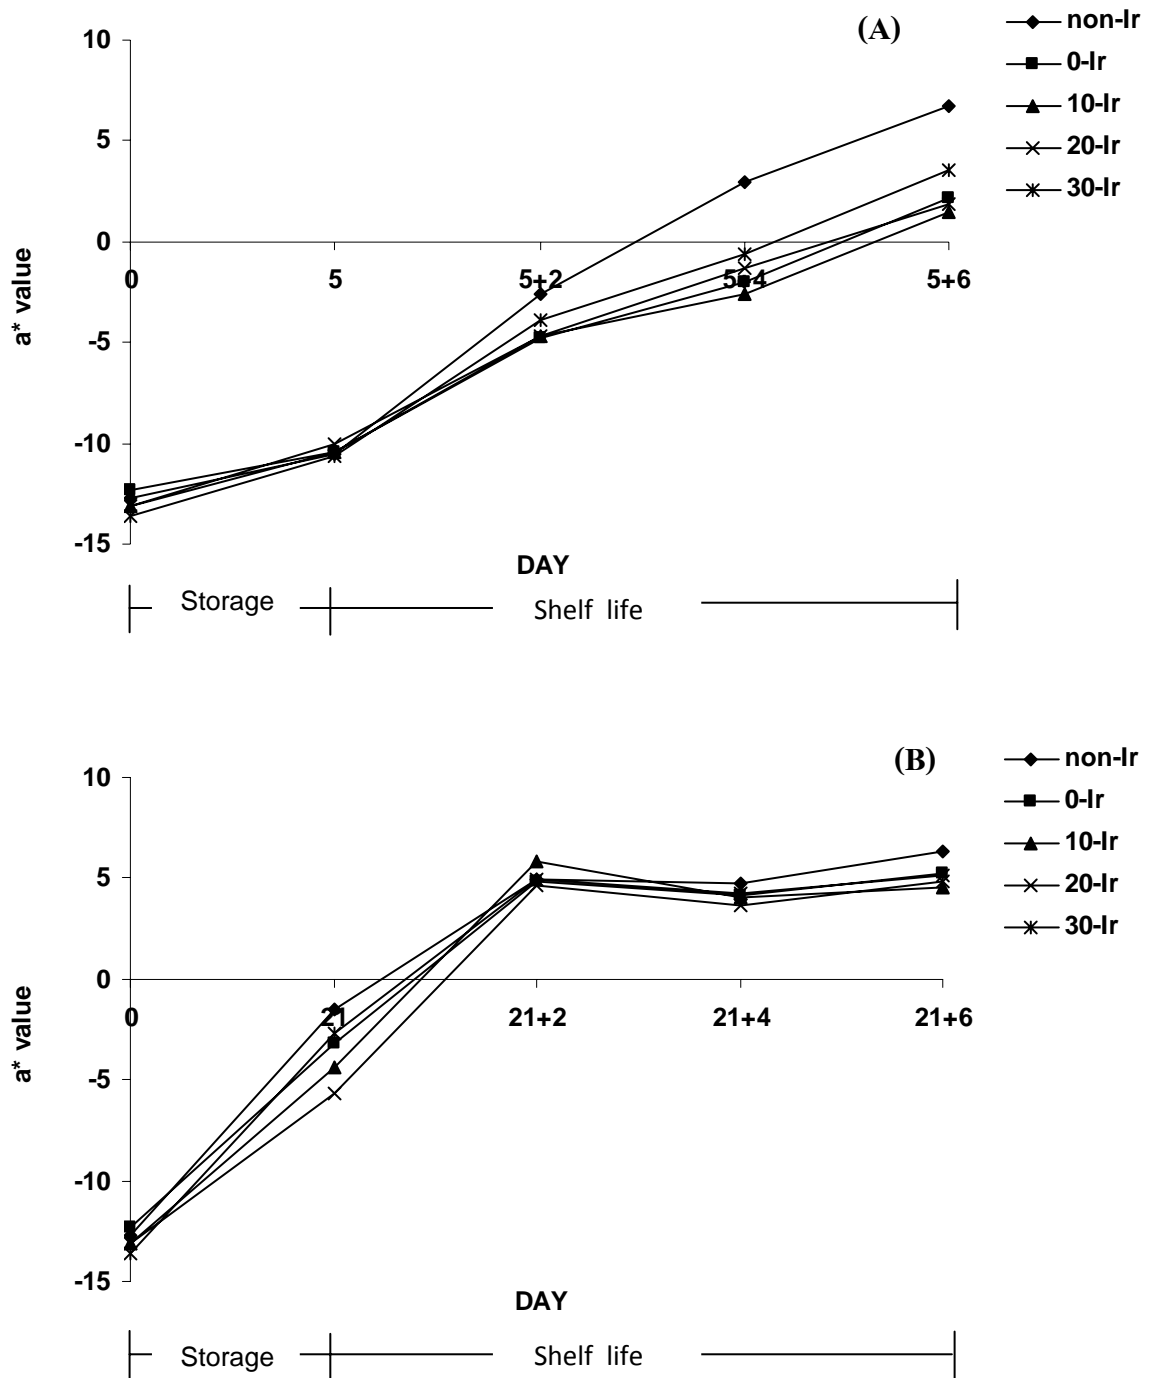 (A)
non-Ir
0-Ir
10-Ir
20-Ir
30-Ir
10
5
0
-5
-10
-15
a* value
0 5 5+2 5+4 5+6
DAY
Storage Shelf life
(B)
non-Ir
0-Ir
10-Ir
20-Ir
30-Ir
10
5
0
-5
-10
-15
a* value
0 21 21+2 21+4 21+6
DAY
Storage Shelf life